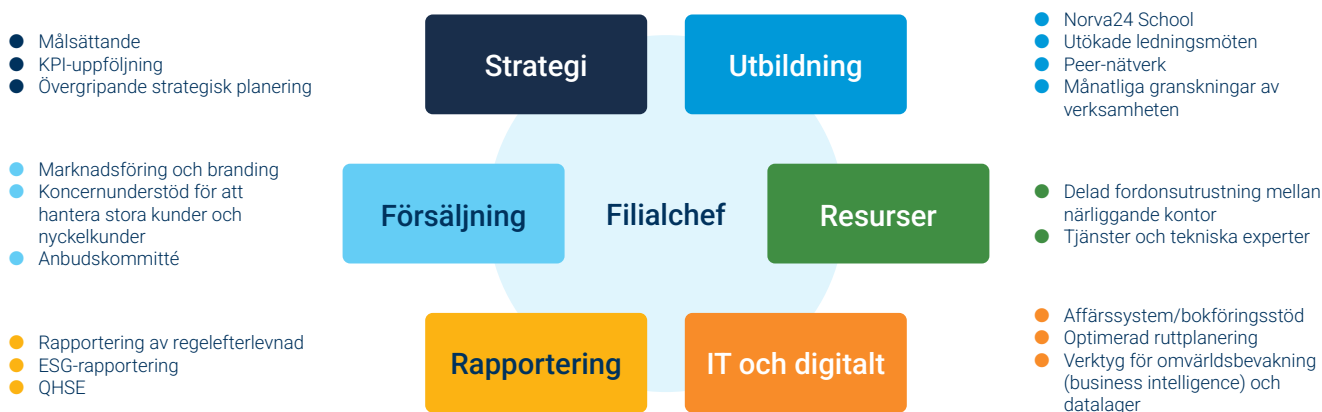 Strategi
Målsättande
KPI-uppföljning
Övergripande strategisk planering
Utbildning
Norva24 School
Utökade ledningsmöten
Peer-nätverk
Månatliga granskningar av
verksamheten
Försäljning
Marknadsföring och branding
Koncernunderstöd för att
hantera stora kunder och
nyckelkunder
Anbudskommitté
Filialchef
Resurser
Delad fordonsutrustning mellan
närliggande kontor
Tjänster och tekniska experter
Rapportering
Rapportering av regelefterlevnad
ESG-rapportering
QHSE
IT och digitalt
Affärssystem/bokföringsstöd
Optimerad ruttplanering
Verktyg för omvärldsbevakning
(business intelligence) och
datalager